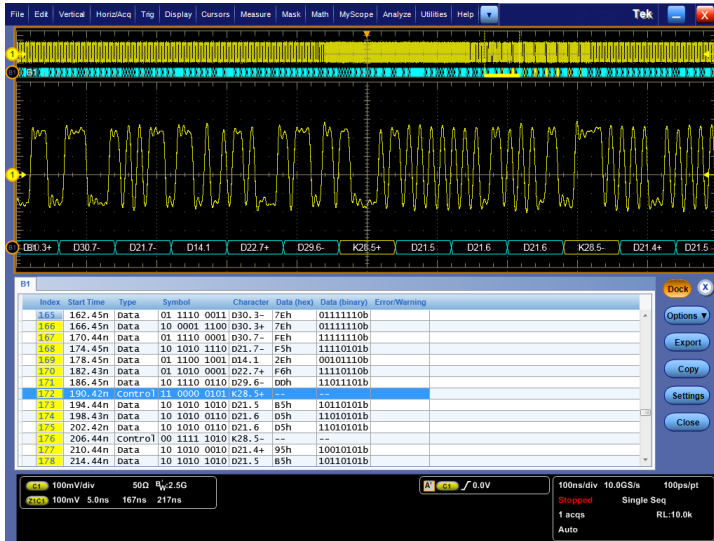 File Edit Vertical Horiz/Acq Trig Display Cursors Measure Mask Math MyScope Analyze Utilities Help Tek X
1
B1
1
B1 D30.7- D21.7- D14.1 D22.7+ D29.6- K28.5+ D21.5 D21.6 D21.6 K28.5- D21.4+ D21.5
B1
Index Start Time Type Symbol Character Data (hex) Data (binary) Error/Warning
165 162.45n Data 01 1110 0011 D30.3- 7Eh 01111110b
166 166.45n Data 10 0001 1100 D30.3+ 7Eh 01111110b
167 170.44n Data 01 1110 0001 D30.7- FEh 11111110b
168 174.45n Data 10 1010 1110 D21.7- F5h 11110101b
169 178.45n Data 01 1100 1001 D14.1 2Eh 00101110b
170 182.43n Data 01 1010 0001 D22.7+ F6h 11110110b
171 186.45n Data 10 1110 0110 D29.6- DDh 11011101b
172 190.42n Control 11 0000 0101 K28.5+ -- --
173 194.44n Data 10 1010 1010 D21.5 B5h 10110101b
174 198.43n Data 10 1010 0110 D21.6 D5h 11010101b
175 202.42n Data 10 1010 0110 D21.6 D5h 11010101b
176 206.44n Control 00 1111 1010 K28.5- -- --
177 210.44n Data 10 1010 0010 D21.4+ 95h 10010101b
178 214.44n Data 10 1010 1010 D21.5 B5h 10110101b
Dock X
Options
Export
Copy
Settings
Close
C1 100mV/div 50Ω BW:2.5G
Z1C1 100mV 5.0ns 167ns 217ns
A' C1 0.0V
100ns/div 10.0GS/s 100ps/pt
Stopped Single Seq
1 acqs RL:10.0k
Auto